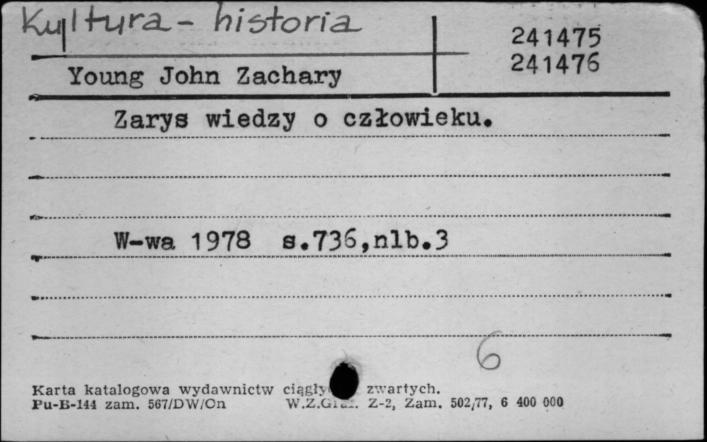 Kultura - historia
241475
241476
Young John Zachary
Zarys wiedzy o człowieku.
W-wa 1978 s.736,nlb.3
6
Karta katalogowa wydawnictw zwartych.
Pu-B-144 zam. 567/DW/On W.Z.Graf. Z-2, Zam. 502/77, 6 400 000